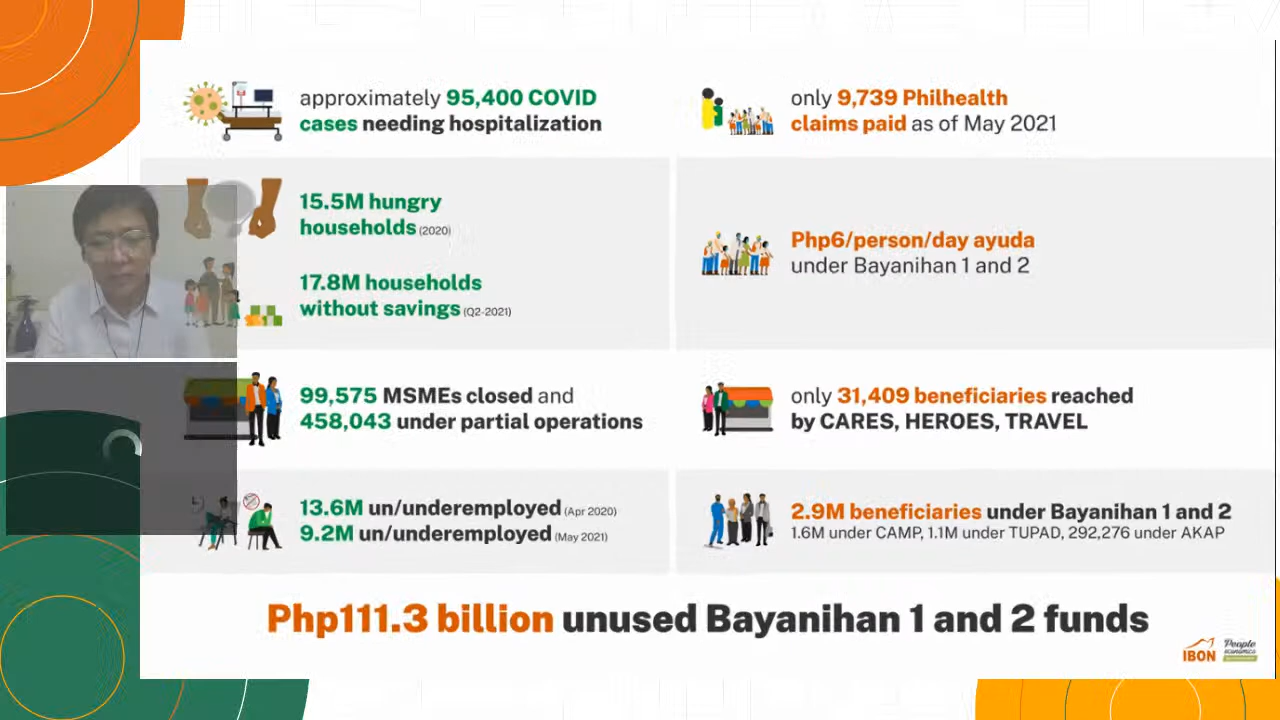 approximately 95,400 COVID
cases needing hospitalization
only 9,739 Philhealth
claims paid as of May 2021
15.5M hungry
households (2020)
17.8M households
without savings (Q2-2021)
Php6/person/day ayuda
under Bayanihan 1 and 2
99,575 MSMEs closed and
458,043 under partial operations
only 31,409 beneficiaries reached
by CARES, HEROES, TRAVEL
13.6M un/underemployed (Apr 2020)
9.2M un/underemployed (May 2021)
2.9M beneficiaries under Bayanihan 1 and 2
1.6M under CAMP, 1.1M under TUPAD, 292,276 under AKAP
Php111.3 billion unused Bayanihan 1 and 2 funds
IBON
People
economics